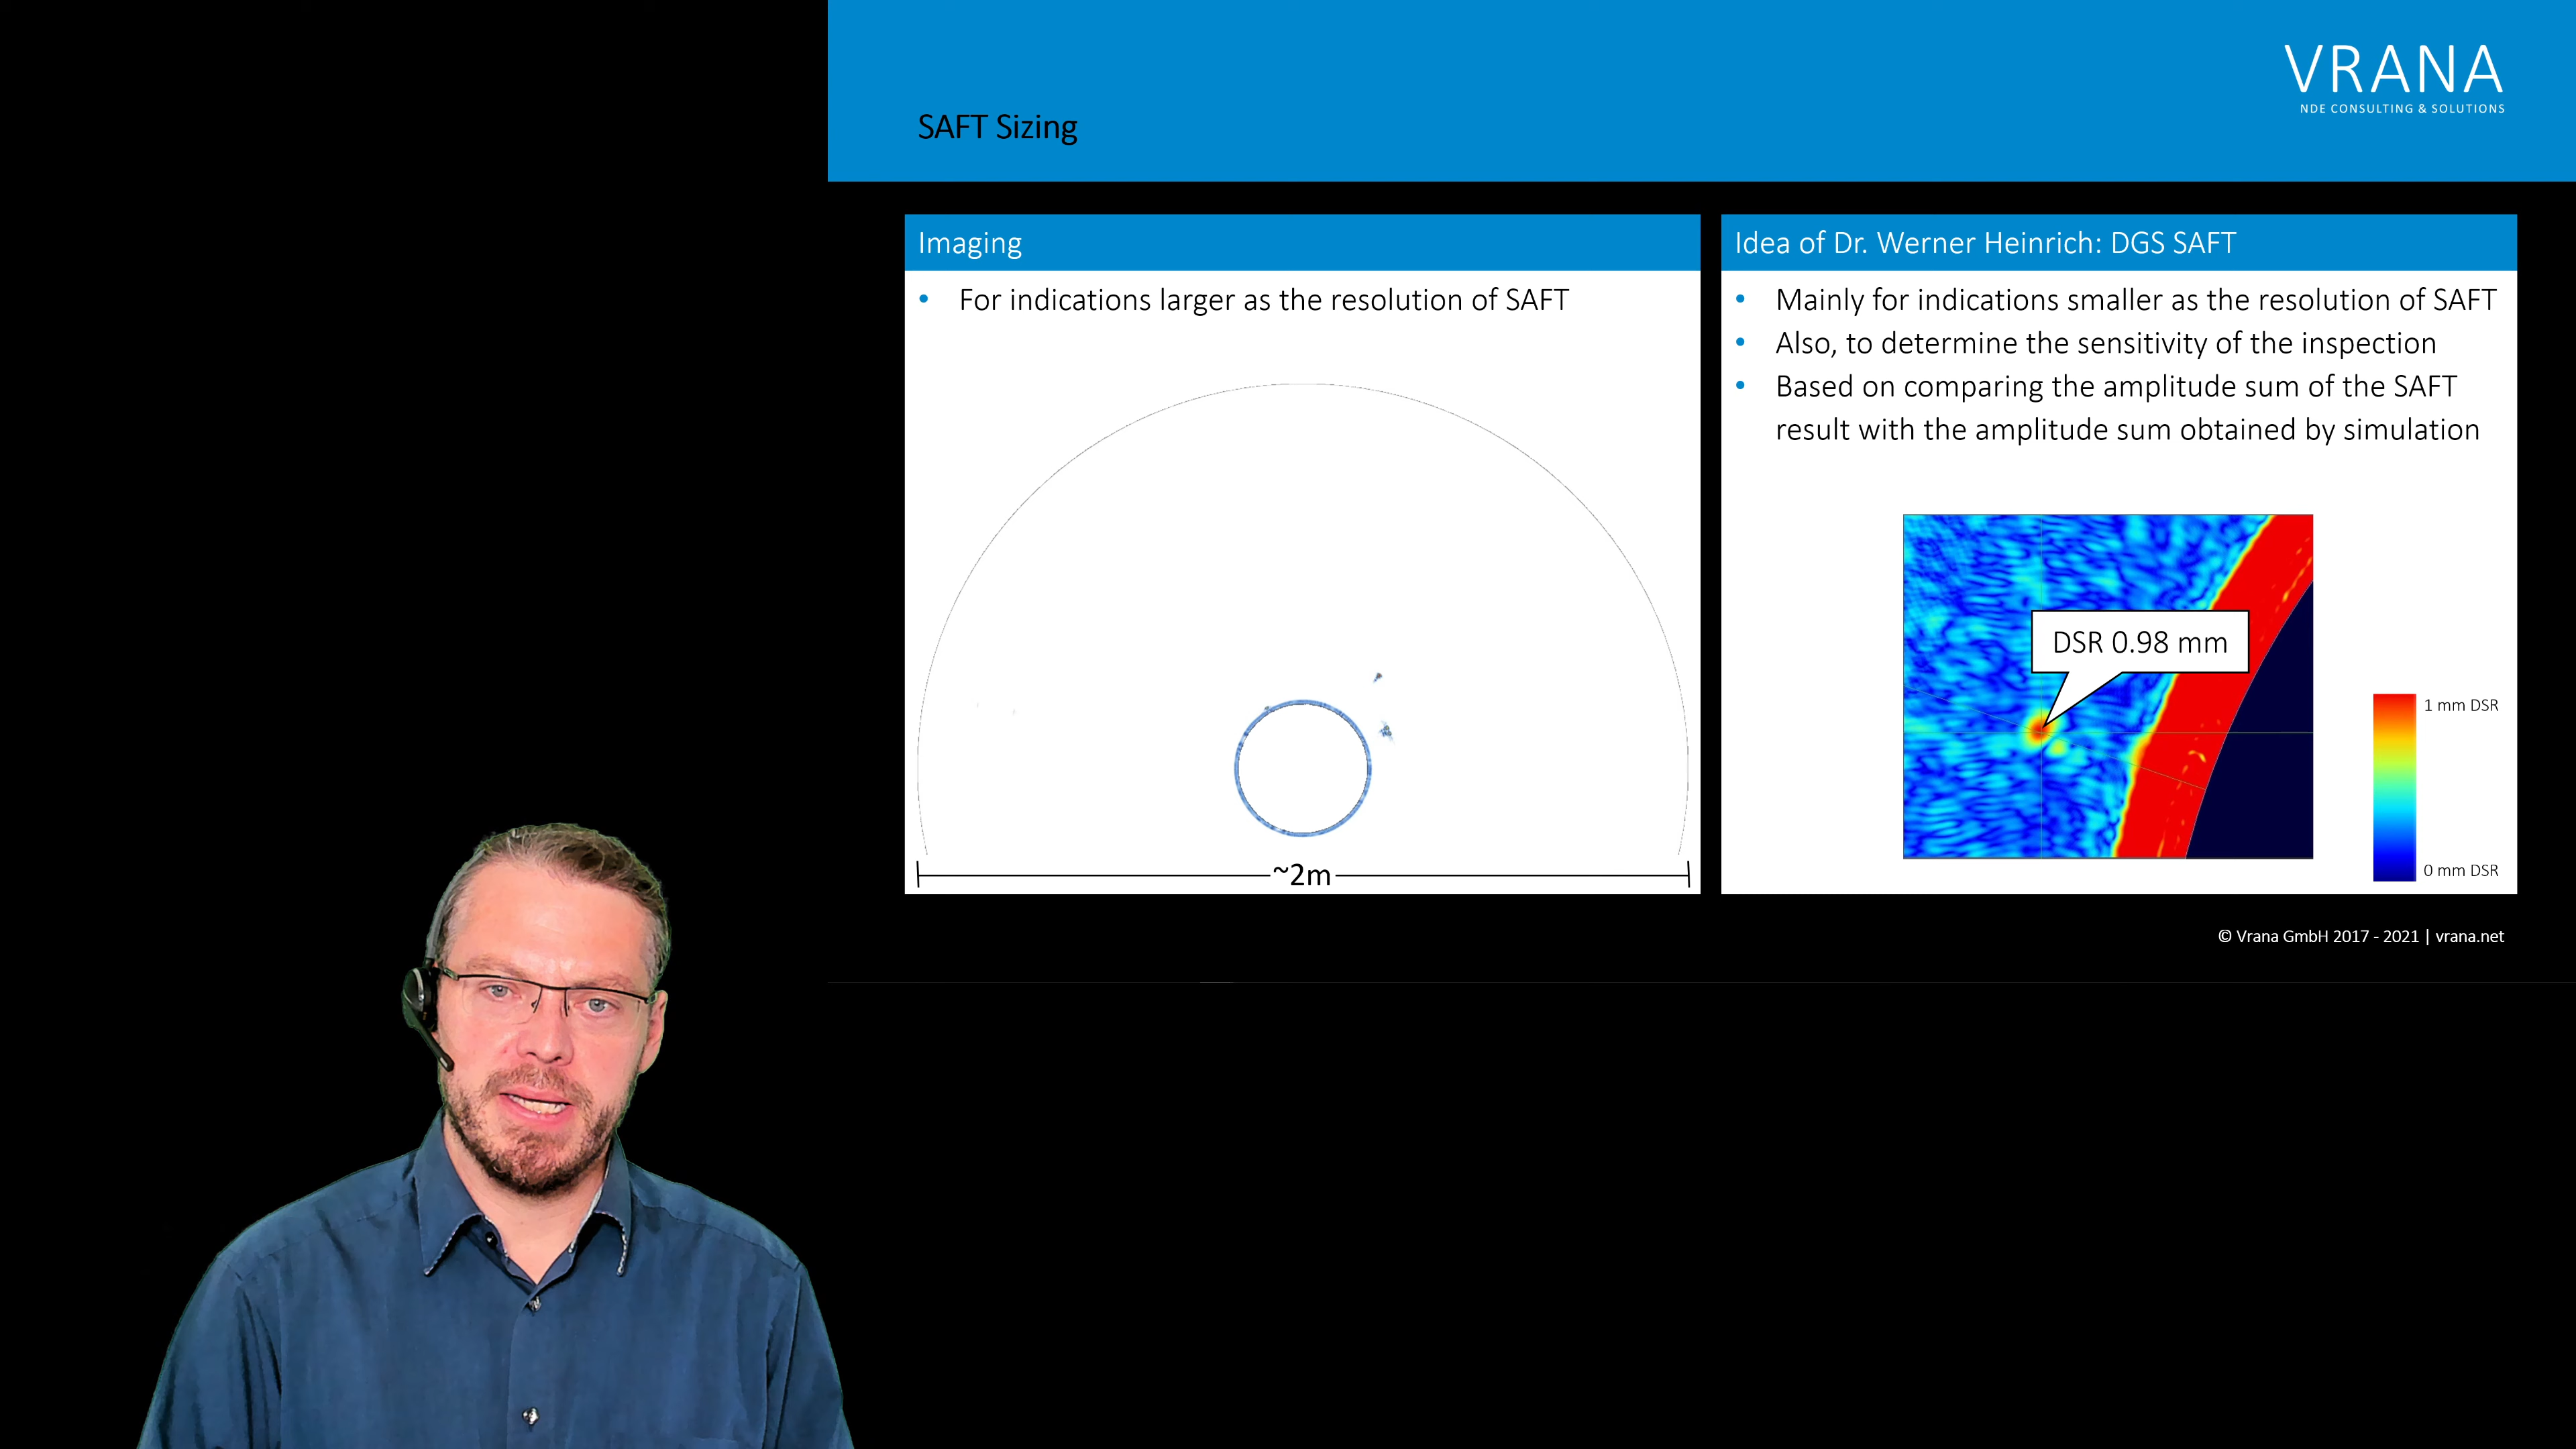 VRANA
NDE CONSULTING & SOLUTIONS
SAFT Sizing
Imaging
• For indications larger as the resolution of SAFT
~2m
Idea of Dr. Werner Heinrich: DGS SAFT
• Mainly for indications smaller as the resolution of SAFT
• Also, to determine the sensitivity of the inspection
• Based on comparing the amplitude sum of the SAFT
result with the amplitude sum obtained by simulation
DSR 0.98 mm
1 mm DSR
0 mm DSR
© Vrana GmbH 2017 - 2021 | vrana.net